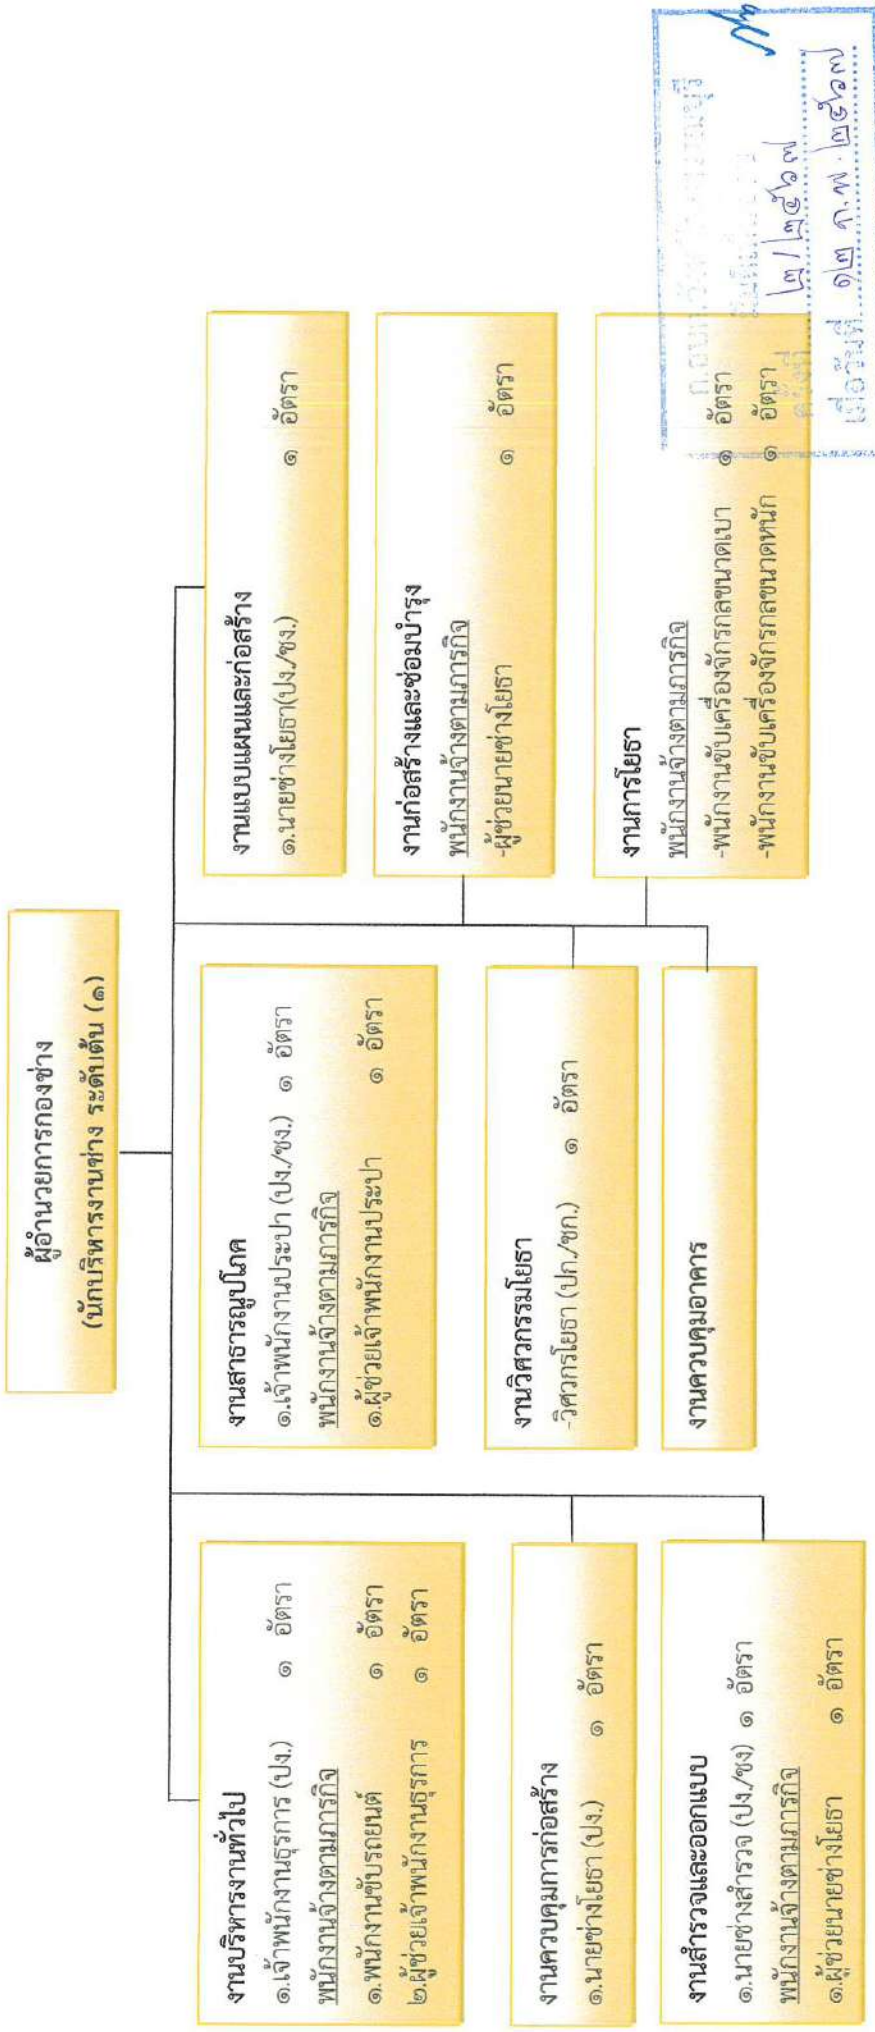 ผู้อำนวยการกองช่าง
(นักบริหารงานช่าง ระดับต้น (๑)
งานบริหารงานทั่วไป
๑.เจ้าพนักงานธุรการ (ปง.) ๑ อัตรา
พนักงานจ้างตามภารกิจ
๑.พนักงานขับรถยนต์ ๑ อัตรา
๒.ผู้ช่วยเจ้าพนักงานธุรการ ๑ อัตรา
งานควบคุมการก่อสร้าง
๑.นายช่างโยธา (ปง.) ๑ อัตรา
งานสำรวจและออกแบบ
๑.นายช่างสำรวจ (ปง./ชง) ๑ อัตรา
พนักงานจ้างตามภารกิจ
๑.ผู้ช่วยนายช่างโยธา ๑ อัตรา
งานสาธารณูปโภค
๑.เจ้าพนักงานประปา (ปง./ชง.) ๑ อัตรา
พนักงานจ้างตามภารกิจ
๑.ผู้ช่วยเจ้าพนักงานประปา ๑ อัตรา
งานวิศวกรรมโยธา
-วิศวกรโยธา (ปก./ชก.) ๑ อัตรา
งานควบคุมอาคาร
งานแบบแผนและก่อสร้าง
๑.นายช่างโยธา(ปง./ชง.) ๑ อัตรา
งานก่อสร้างและซ่อมบำรุง
พนักงานจ้างตามภารกิจ
-ผู้ช่วยนายช่างโยธา ๑ อัตรา
งานการโยธา
พนักงานจ้างตามภารกิจ
-พนักงานขับเครื่องจักรกลขนาดเบา ๑ อัตรา
-พนักงานขับเครื่องจักรกลขนาดหนัก ๑ อัตรา
ครั้งที่ ๒/๒๕๖๗
เมื่อวันที่ ๑๒ ก.พ. ๒๕๖๗